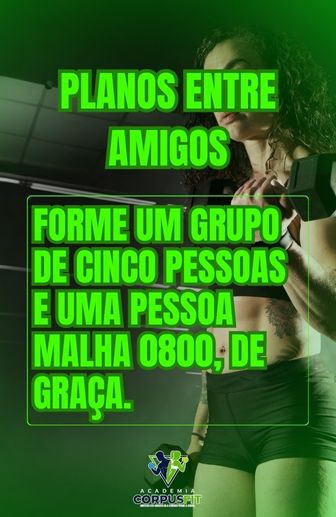 PLANOS ENTRE
AMIGOS
FORME UM GRUPO
DE CINCO PESSOAS
E UMA PESSOA
MALHA 0800, DE
GRAÇA.
ACADEMIA
CORPUSFIT